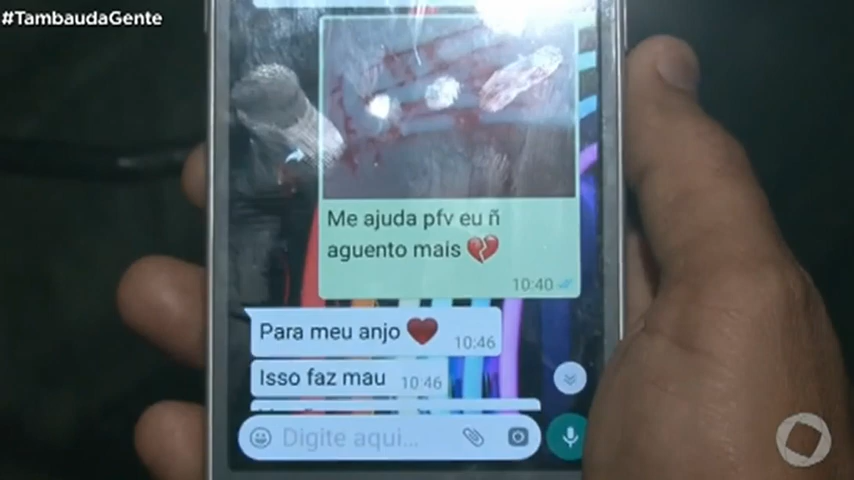 #TambaudaGente
Me ajuda pfv eu ñ
aguento mais 💔
10:40
Para meu anjo ❤️
10:46
Isso faz mau
10:46
Digite aqui...